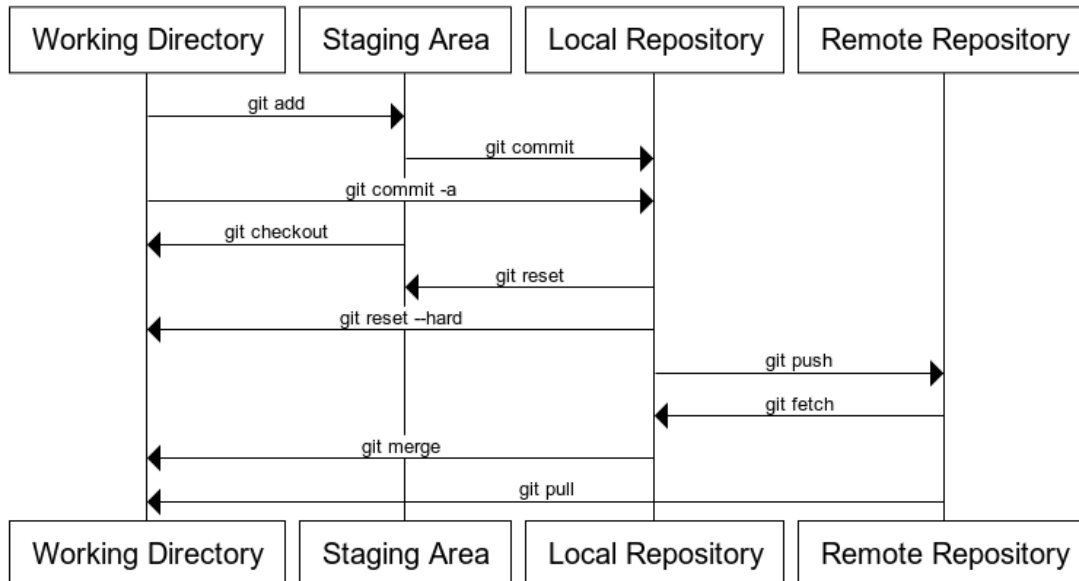 Working Directory
Staging Area
Local Repository
Remote Repository
git add
git commit
git commit -a
git checkout
git reset
git reset --hard
git push
git fetch
git merge
git pull
Working Directory
Staging Area
Local Repository
Remote Repository